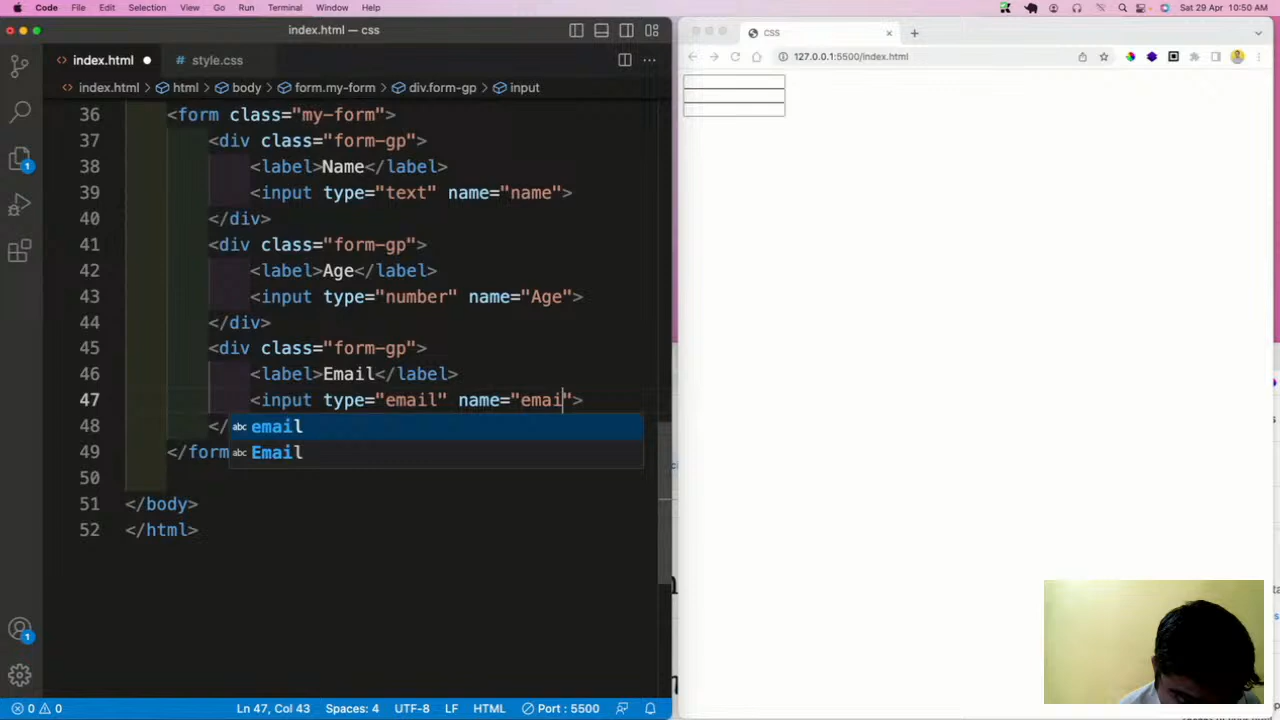 Code File Edit Selection View Go Run Terminal Window Help Sat 29 Apr 10:50 AM
index.html — css
index.html style.css
index.html > html > body > form.my-form > div.form-gp > input
36 <form class="my-form">
37 <div class="form-gp">
38 <label>Name</label>
39 <input type="text" name="name">
40 </div>
41 <div class="form-gp">
42 <label>Age</label>
43 <input type="number" name="Age">
44 </div>
45 <div class="form-gp">
46 <label>Email</label>
47 <input type="email" name="emai">
48 </
abc email
49 </form
abc Email
50
51 </body>
52 </html>
1
1
0 0 Ln 47, Col 43 Spaces: 4 UTF-8 LF HTML Port : 5500
CSS
127.0.0.1:5500/index.html